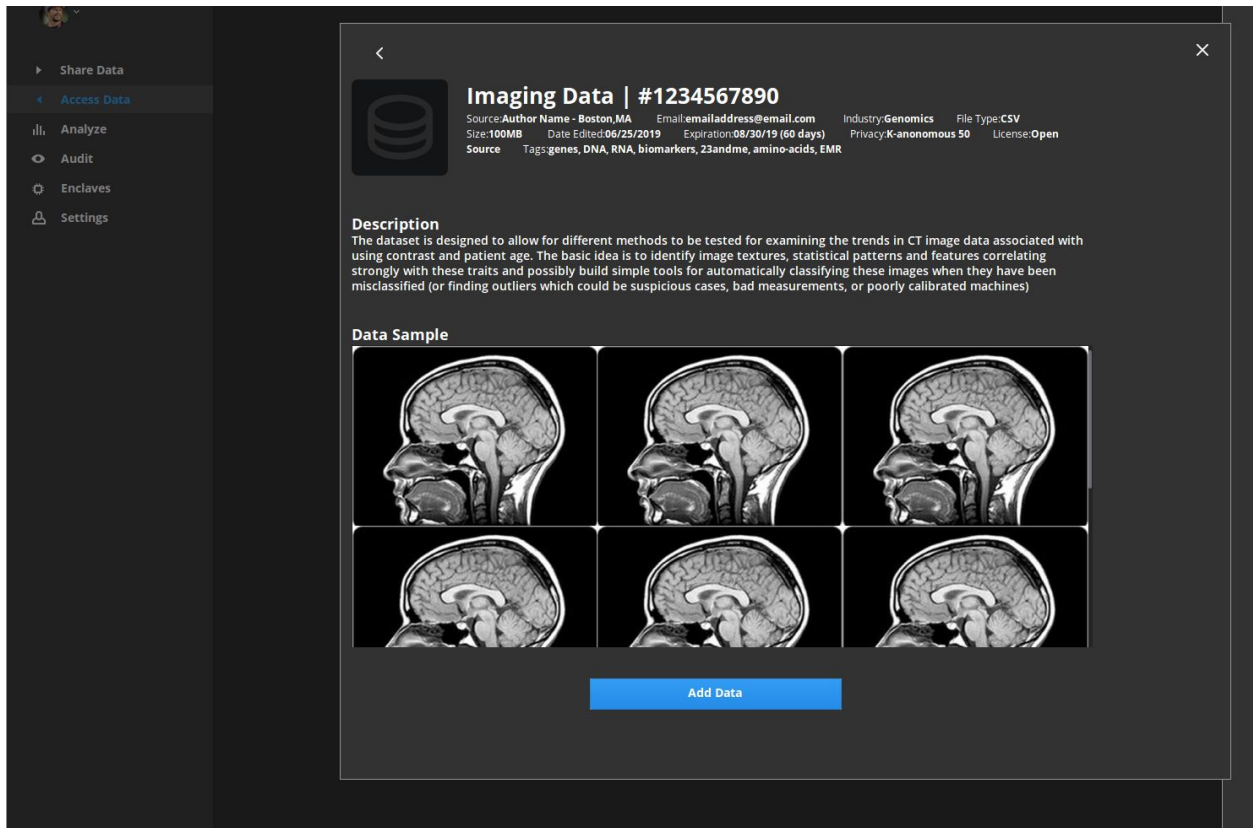 Share Data
Access Data
Analyze
Audit
Enclaves
Settings
Imaging Data | #1234567890
Source:Author Name - Boston,MA Email:emailaddress@email.com Industry:Genomics File Type:CSV
Size:100MB Date Edited:06/25/2019 Expiration:08/30/19 (60 days) Privacy:K-anonomous 50 License:Open
Source Tags:genes, DNA, RNA, biomarkers, 23andme, amino-acids, EMR
Description
The dataset is designed to allow for different methods to be tested for examining the trends in CT image data associated with
using contrast and patient age. The basic idea is to identify image textures, statistical patterns and features correlating
strongly with these traits and possibly build simple tools for automatically classifying these images when they have been
misclassified (or finding outliers which could be suspicious cases, bad measurements, or poorly calibrated machines)
Data Sample
Add Data